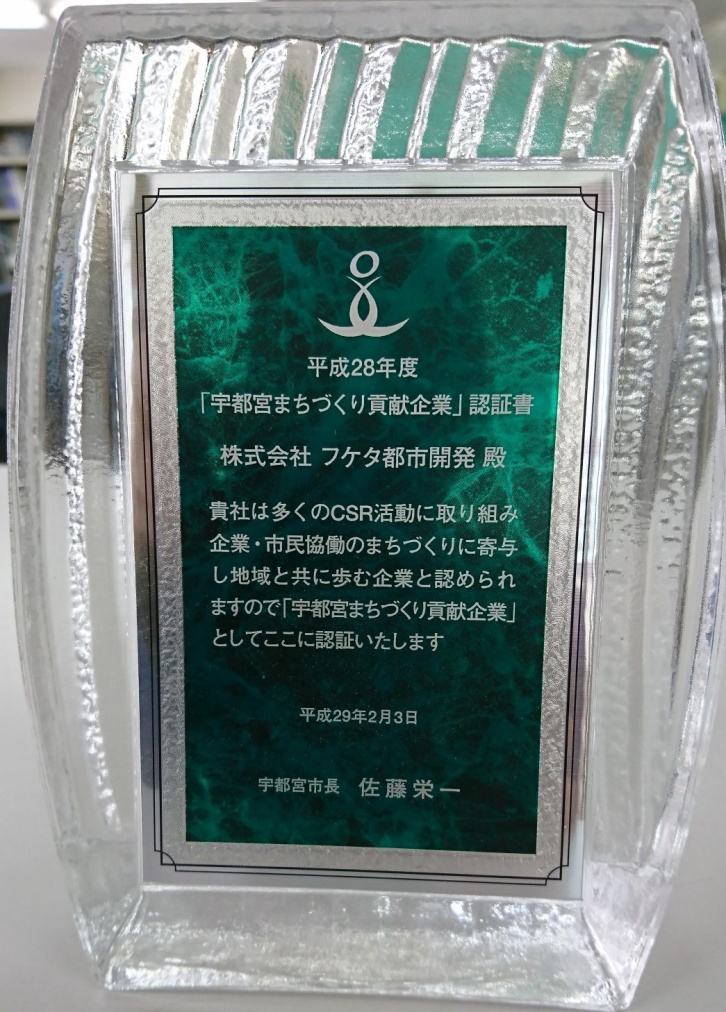 平成28年度
「宇都宮まちづくり貢献企業」認証書
株式会社 フケタ都市開発 殿
貴社は多くのCSR活動に取り組み
企業・市民協働のまちづくりに寄与
し地域と共に歩む企業と認められ
ますので「宇都宮まちづくり貢献企業」
としてここに認証いたします
平成29年2月3日
宇都宮市長 佐藤栄一